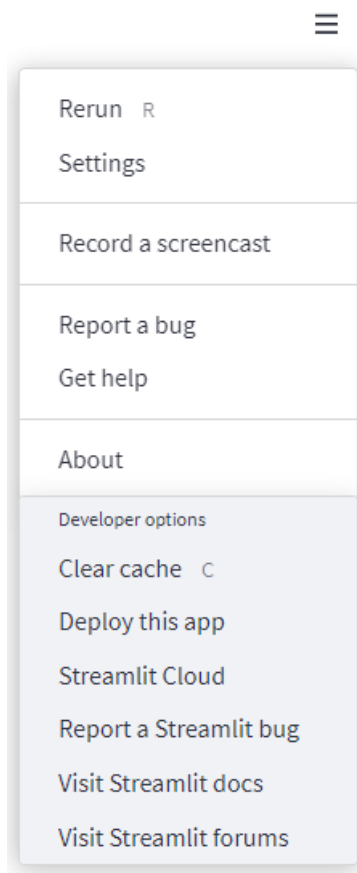 Rerun R
Settings
Record a screencast
Report a bug
Get help
About
Developer options
Clear cache C
Deploy this app
Streamlit Cloud
Report a Streamlit bug
Visit Streamlit docs
Visit Streamlit forums